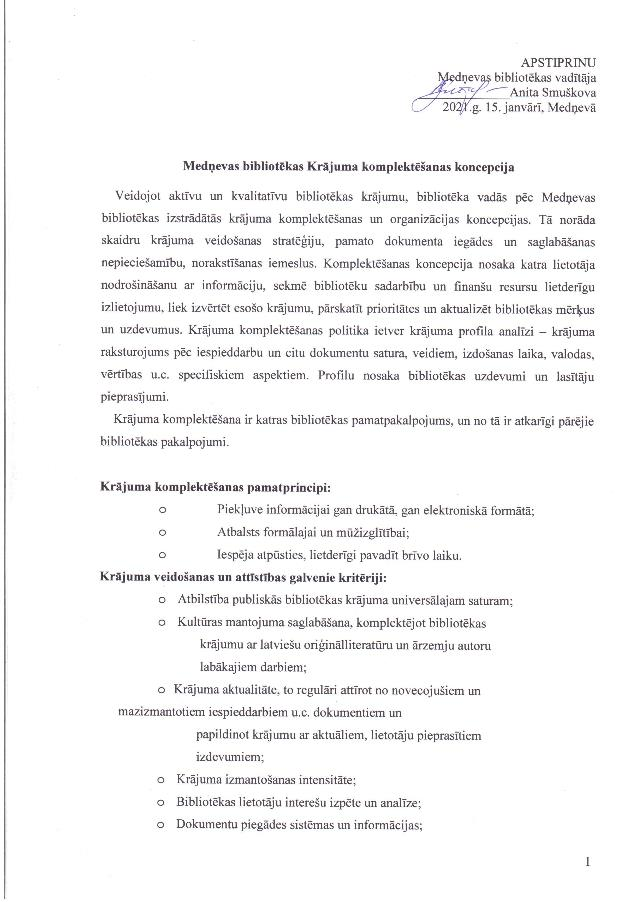 APSTIPRINU
Medņevas bibliotēkas vadītāja
Anita Smuškova
2021.g. 15. janvārī, Medņevā
Medņevas bibliotēkas Krājuma komplektēšanas koncepcija
Veidojot aktīvu un kvalitatīvu bibliotēkas krājumu, bibliotēka vadās pēc Medņevas
bibliotēkas izstrādātās krājuma komplektēšanas un organizācijas koncepcijas. Tā norāda
skaidru krājuma veidošanas stratēģiju, pamato dokumenta iegādes un saglabāšanas
nepieciešamību, norakstīšanas iemeslus. Komplektēšanas koncepcija nosaka katra lietotāja
nodrošināšanu ar informāciju, sekmē bibliotēku sadarbību un finanšu resursu lietderīgu
izlietojumu, liek izvērtēt esošo krājumu, pārskatīt prioritātes un aktualizēt bibliotēkas mērķus
un uzdevumus. Krājuma komplektēšanas politika ietver krājuma profila analīzi – krājuma
raksturojums pēc iespieddarbu un citu dokumentu satura, veidiem, izdošanas laika, valodas,
vērtības u.c. specifiskiem aspektiem. Profilu nosaka bibliotēkas uzdevumi un lasītāju
pieprasījumi.
Krājuma komplektēšana ir katras bibliotēkas pamatpakalpojums, un no tā ir atkarīgi pārējie
bibliotēkas pakalpojumi.
Krājuma komplektēšanas pamatprincipi:
o Piekļuve informācijai gan drukātā, gan elektroniskā formātā;
o Atbalsts formālajai un mūžizglītībai;
o Iespēja atpūsties, lietderīgi pavadīt brīvo laiku.
Krājuma veidošanas un attīstības galvenie kritēriji:
o Atbilstība publiskās bibliotēkas krājuma universālajam saturam;
o Kultūras mantojuma saglabāšana, komplektējot bibliotēkas
krājumu ar latviešu oriģinālliteratūru un ārzemju autoru
labākajiem darbiem;
o Krājuma aktualitāte, to regulāri attīrot no novecojušiem un
mazizmantotiem iespieddarbiem u.c. dokumentiem un
papildinot krājumu ar aktuāliem, lietotāju pieprasītiem
izdevumiem;
o Krājuma izmantošanas intensitāte;
o Bibliotēkas lietotāju interešu izpēte un analīze;
o Dokumentu piegādes sistēmas un informācijas;
1